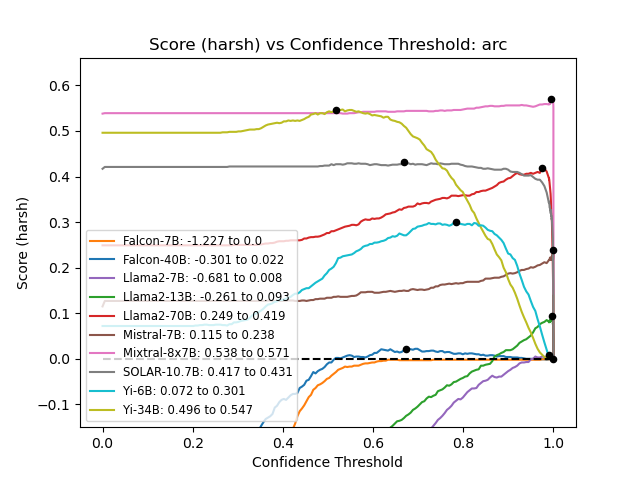 Score (harsh) vs Confidence Threshold: arc
Score (harsh)
0.6
0.5
0.4
0.3
0.2
0.1
0.0
−0.1
Falcon-7B: -1.227 to 0.0
Falcon-40B: -0.301 to 0.022
Llama2-7B: -0.681 to 0.008
Llama2-13B: -0.261 to 0.093
Llama2-70B: 0.249 to 0.419
Mistral-7B: 0.115 to 0.238
Mixtral-8x7B: 0.538 to 0.571
SOLAR-10.7B: 0.417 to 0.431
Yi-6B: 0.072 to 0.301
Yi-34B: 0.496 to 0.547
0.0 0.2 0.4 0.6 0.8 1.0
Confidence Threshold